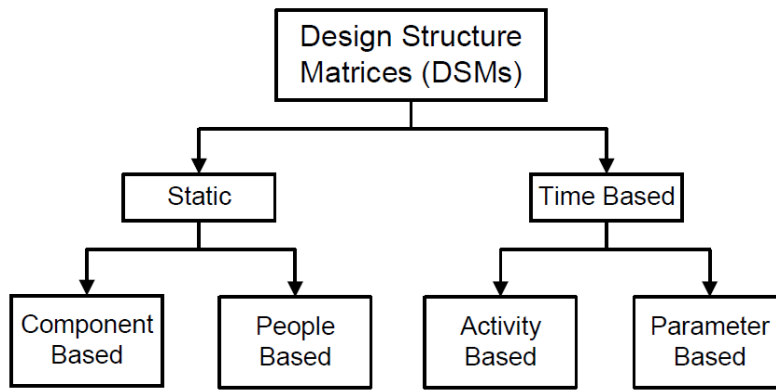 Design Structure
Matrices (DSMs)
Static
Time Based
Component
Based
People
Based
Activity
Based
Parameter
Based